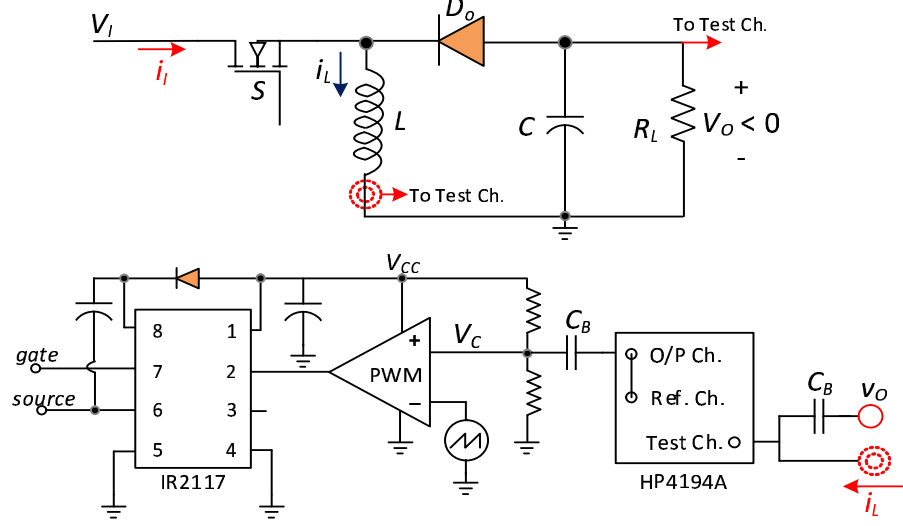 V_I
D_o
To Test Ch.
i_I
S
i_L
L
C
R_L
+
V_O < 0
-
To Test Ch.
V_CC
8
1
gate
7
2
source
6
3
5
4
IR2117
+
PWM
−
V_C
C_B
O/P Ch.
Ref. Ch.
Test Ch.
HP4194A
C_B
v_O
i_L